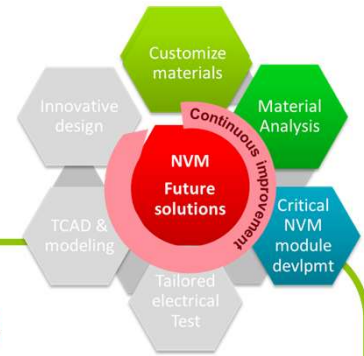 Customize
materials
Innovative
design
Material
Analysis
Continuous improvement
NVM
Future
solutions
TCAD &
modeling
Critical
NVM
module
devlpmt
Tailored
electrical
Test